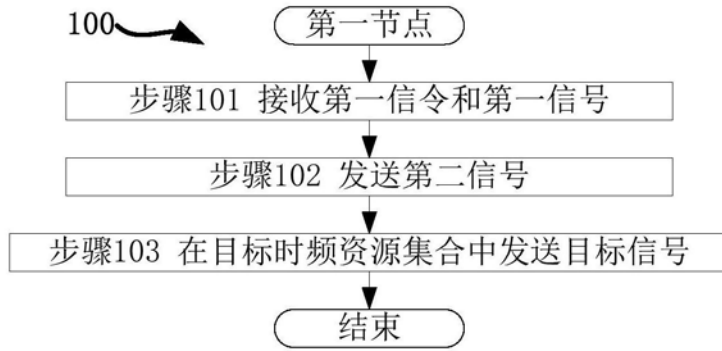 100
第一节点
步骤101 接收第一信令和第一信号
步骤102 发送第二信号
步骤103 在目标时频资源集合中发送目标信号
结束